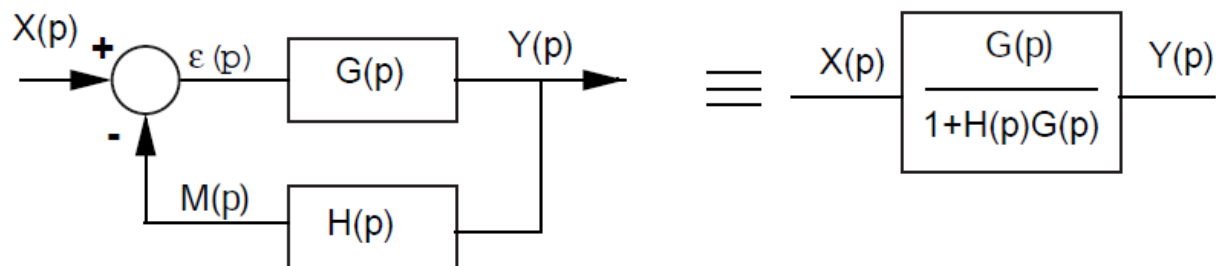 X(p)
+
ε (p)
G(p)
Y(p)
-
M(p)
H(p)
≡
X(p)
G(p)
1+H(p)G(p)
Y(p)